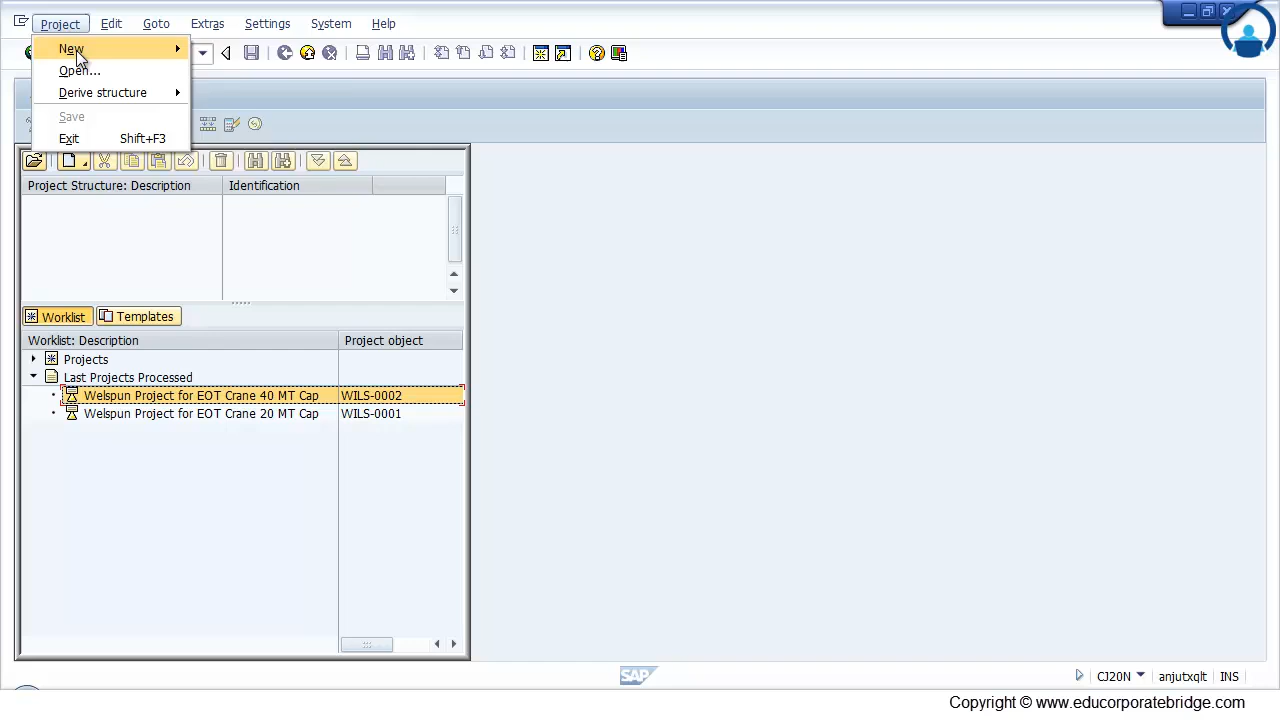 Project Edit Goto Extras Settings System Help
New
Open...
Derive structure
Save
Exit Shift+F3
Project Structure: Description Identification
Worklist Templates
Worklist: Description Project object
Projects
Last Projects Processed
Welspun Project for EOT Crane 40 MT Cap WILS-0002
Welspun Project for EOT Crane 20 MT Cap WILS-0001
SAP CJ20N anjutxqlt INS
Copyright © www.educorporatebridge.com